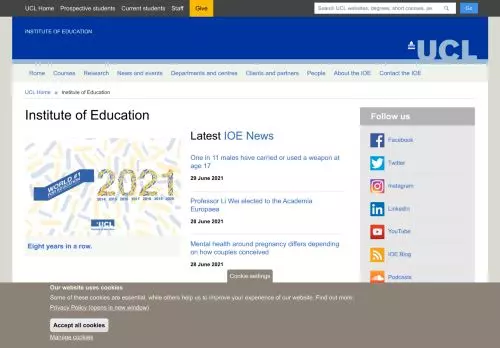 UCL Home Prospective students Current students Staff Give
Search UCL websites, degrees, short courses, Go
INSTITUTE OF EDUCATION
UCL
Home Courses Research News and events Departments and centres Clients and partners People About the IOE Contact the IOE
UCL Home » Institute of Education
Institute of Education
WORLD #1
FOR EDUCATION
2021
2014 2015 2016 2017 2018 2019 2020
UCL
Eight years in a row.
Latest IOE News
One in 11 males have carried or used a weapon at
age 17
29 June 2021
Professor Li Wei elected to the Academia
Europaea
28 June 2021
Mental health around pregnancy differs depending
on how couples conceived
28 June 2021
Follow us
Facebook
Twitter
Instagram
LinkedIn
YouTube
IOE Blog
Podcasts
Cookie settings
Our website uses cookies
Some of these cookies are essential, while others help us to improve your experience of our website. Find out more:
Privacy Policy (opens in new window)
Accept all cookies
Manage cookies